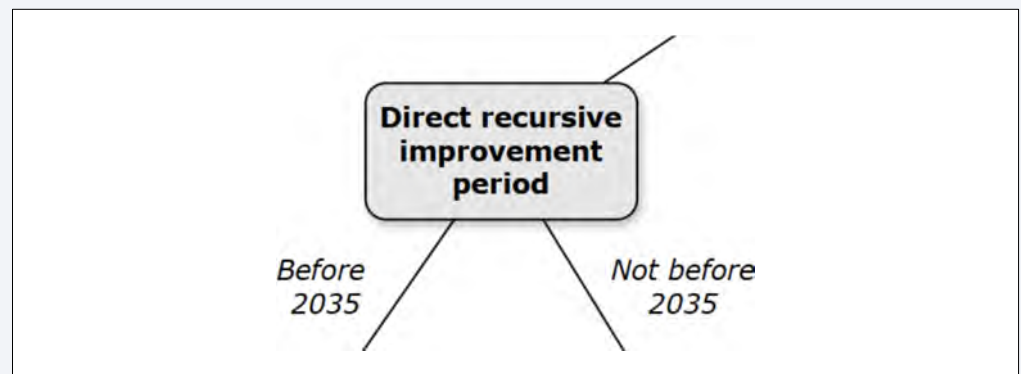 Direct recursive
improvement
period
Before
2035
Not before
2035